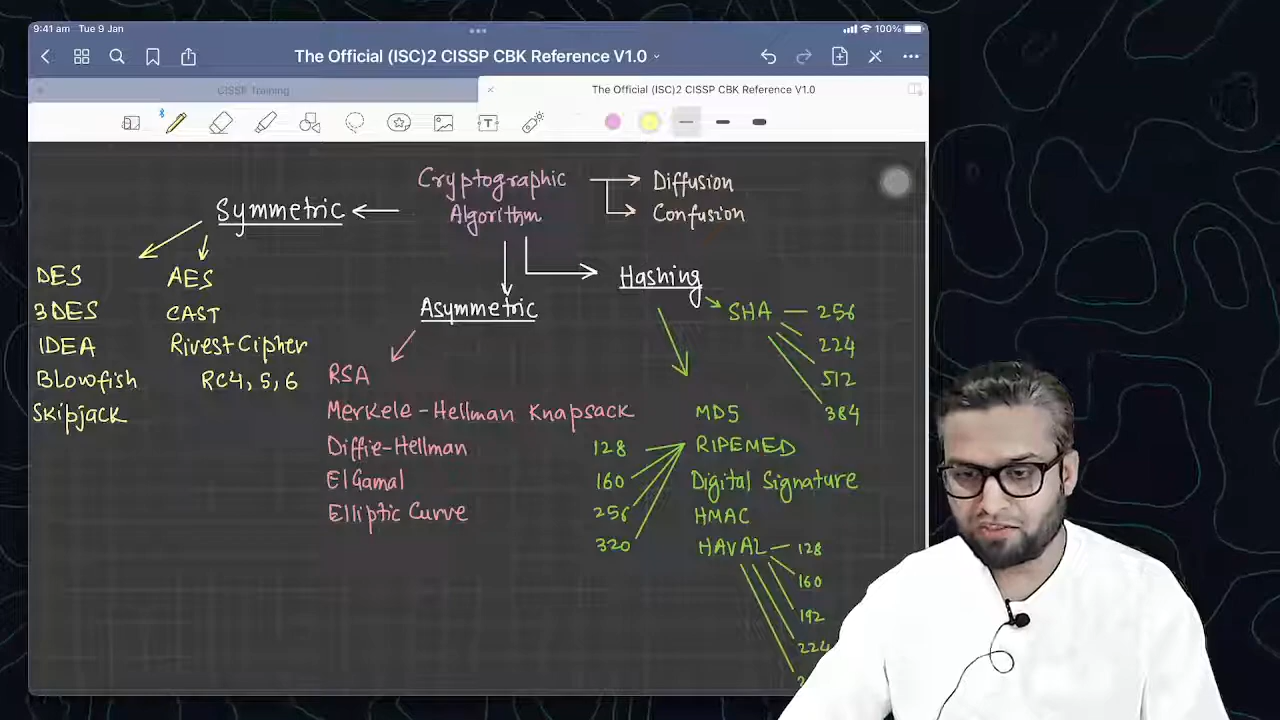 9:41 am Tue 9 Jan
100%
The Official (ISC)2 CISSP CBK Reference V1.0
CISSP Training
The Official (ISC)2 CISSP CBK Reference V1.0
T
Cryptographic
Algorithm
Diffusion
Confusion
Symmetric
DES
3DES
IDEA
Blowfish
Skipjack
AES
CAST
Rivest Cipher
RC4, 5, 6
Asymmetric
RSA
Merkele-Hellman Knapsack
Diffie-Hellman
ElGamal
Elliptic Curve
Hashing
SHA
256
224
512
384
MD5
RIPEMED
128
160
256
320
Digital Signature
HMAC
HAVAL
128
160
192
224